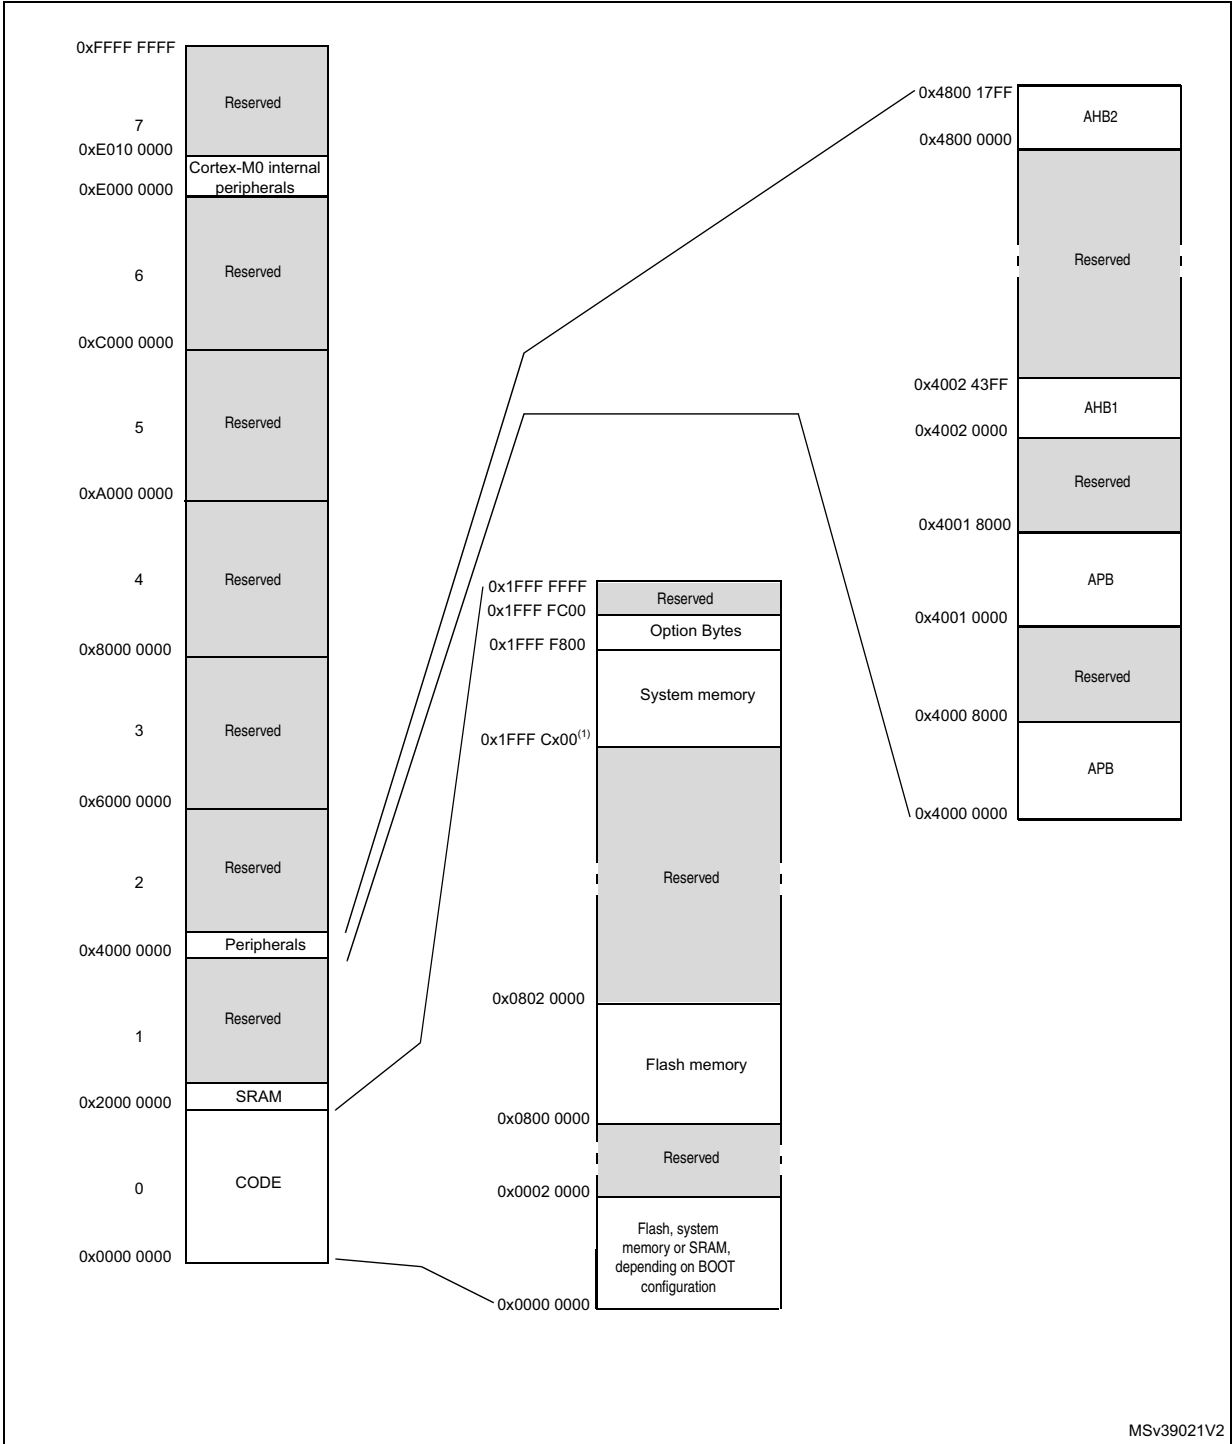 0xFFFF FFFF
Reserved
7
0xE010 0000
Cortex-M0 internal
peripherals
0xE000 0000
Reserved
6
0xC000 0000
Reserved
5
0xA000 0000
Reserved
4
0x8000 0000
Reserved
3
0x6000 0000
Reserved
2
Peripherals
0x4000 0000
Reserved
1
SRAM
0x2000 0000
CODE
0
0x0000 0000
0x1FFF FFFF
Reserved
0x1FFF FC00
Option Bytes
0x1FFF F800
System memory
0x1FFF Cx00(1)
Reserved
0x0802 0000
Flash memory
0x0800 0000
Reserved
0x0002 0000
Flash, system
memory or SRAM,
depending on BOOT
configuration
0x0000 0000
0x4800 17FF
AHB2
0x4800 0000
Reserved
0x4002 43FF
AHB1
0x4002 0000
Reserved
0x4001 8000
APB
0x4001 0000
Reserved
0x4000 8000
APB
0x4000 0000
MSv39021V2